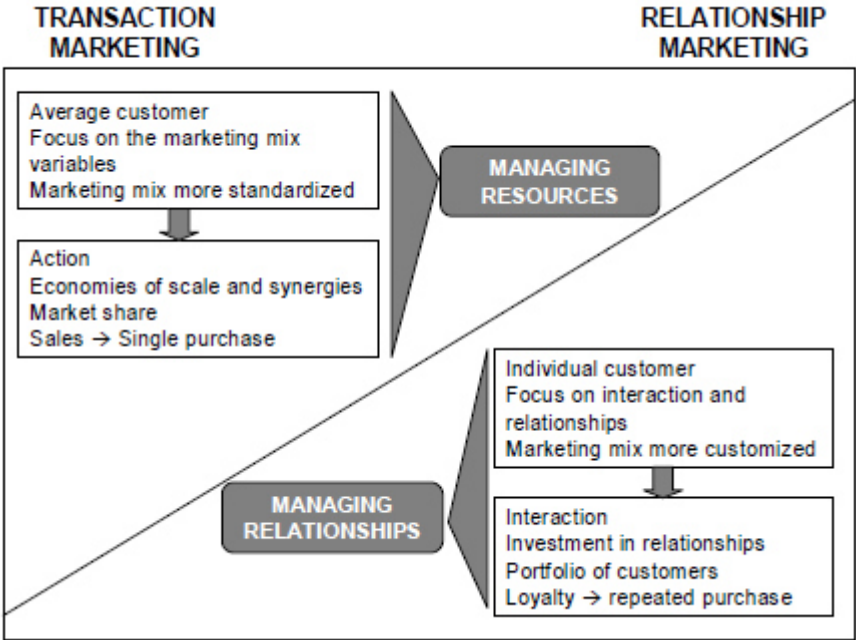 TRANSACTION
MARKETING
RELATIONSHIP
MARKETING
Average customer
Focus on the marketing mix
variables
Marketing mix more standardized
MANAGING
RESOURCES
Action
Economies of scale and synergies
Market share
Sales → Single purchase
Individual customer
Focus on interaction and
relationships
Marketing mix more customized
MANAGING
RELATIONSHIPS
Interaction
Investment in relationships
Portfolio of customers
Loyalty → repeated purchase